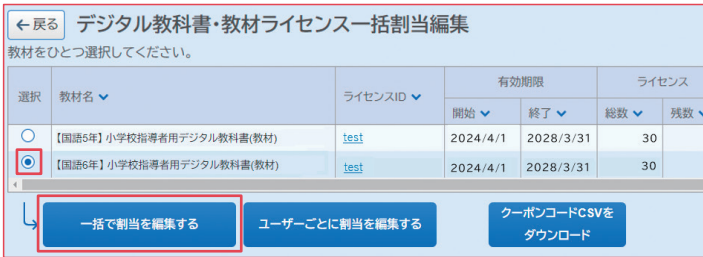 ←戻る デジタル教科書・教材ライセンス一括割当編集
教材をひとつ選択してください。
選択 教材名 ライセンスID 有効期限 ライセンス
開始 終了 総数 残数
【国語5年】小学校指導者用デジタル教科書(教材) test 2024/4/1 2028/3/31 30
【国語6年】小学校指導者用デジタル教科書(教材) test 2024/4/1 2028/3/31 30
一括で割当を編集する ユーザーごとに割当を編集する クーポンコードCSVを
ダウンロード